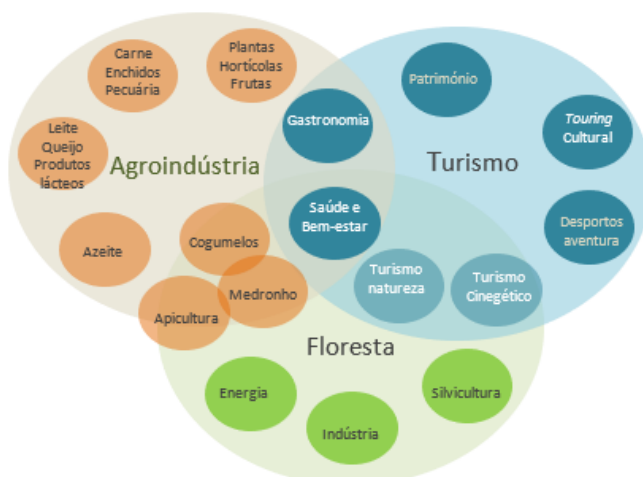 Carne
Enchidos
Pecuária
Plantas
Hortícolas
Frutas
Património
Gastronomia
Touring
Cultural
Leite
Queijo
Produtos
lácteos
Agroindústria
Turismo
Saúde e
Bem-estar
Desportos
aventura
Azeite
Cogumelos
Turismo
natureza
Turismo
Cinegético
Medronho
Apicultura
Floresta
Energia
Silvicultura
Indústria